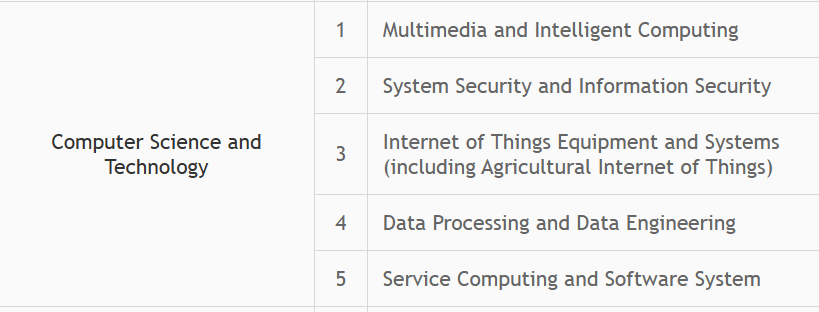 Computer Science and
Technology
1 Multimedia and Intelligent Computing
2 System Security and Information Security
3 Internet of Things Equipment and Systems
(including Agricultural Internet of Things)
4 Data Processing and Data Engineering
5 Service Computing and Software System